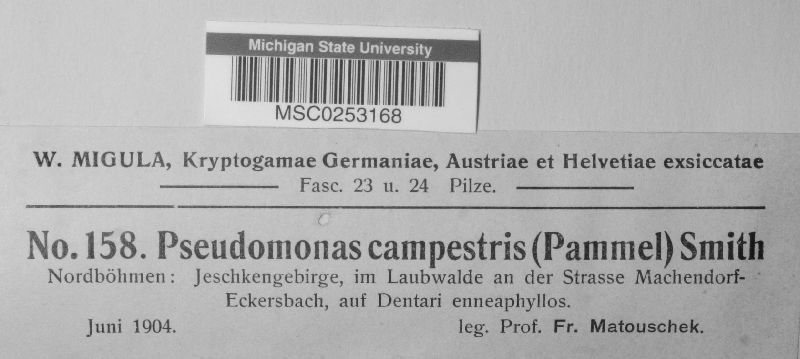 Michigan State University
MSC0253168
W. MIGULA, Kryptogamae Germaniae, Austriae et Helvetiae exsiccatae
Fasc. 23 u. 24 Pilze.
No. 158. Pseudomonas campestris (Pammel) Smith
Nordböhmen: Jeschkengebirge, im Laubwalde an der Strasse Machendorf-
Eckersbach, auf Dentari enneaphyllos.
Juni 1904. leg. Prof. Fr. Matouschek.